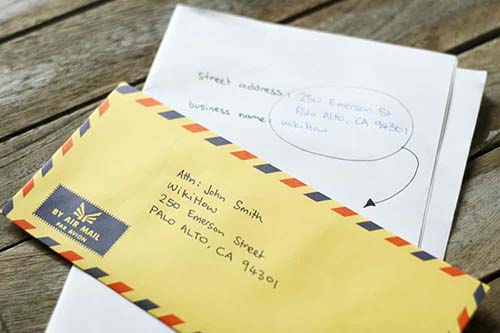 street address: 250 Emerson St
Palo Alto, CA 94301
business name: wikiHow
Attn: John Smith
WikiHow
250 Emerson Street
PALO ALTO, CA 94301
BY AIR MAIL
PAR AVION